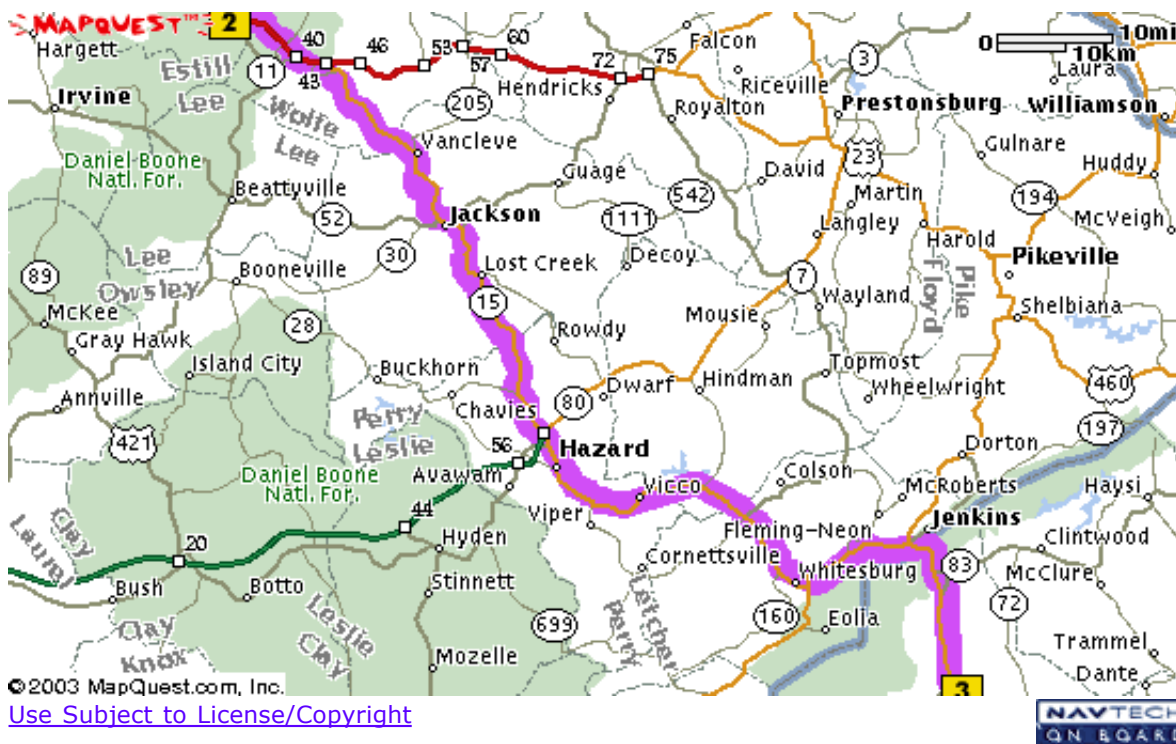 MAPQUEST™
2
Hargett
40
46
53
57
60
72
75
Falcon
3
0
10mi
10km
Laura
Estill
Lee
11
43
Hendricks
Riceville
Irvine
205
Royalton
Prestonsburg
Williamson
Wolfe
Lee
Vancleve
Daniel Boone
Natl. For.
Guage
David
23
Gulnare
Huddy
Beattyville
52
Jackson
1111
542
Martin
194
McVeigh
Langley
Harold
Lee
Owsley
30
Booneville
Lost Creek
Decoy
Pikeville
89
15
7
Wayland
Pike
Floyd
McKee
28
Rowdy
Mousie
Shelbiana
Gray Hawk
Island City
Buckhorn
Topmost
Dwarf
Hindman
Wheelwright
460
Annville
Chavies
80
Perry
Leslie
197
421
56
Hazard
Dorton
Daniel Boone
Natl. For.
Avawam
Colson
Vicco
McRoberts
Haysi
Clay
Laurel
44
Viper
Fleming-Neon
Jenkins
20
Hyden
Cornettsville
Clintwood
Whitesburg
83
McClure
Bush
Botto
Stinnett
72
Leslie
Clay
Letcher
Perry
160
Eolia
Clay
Knox
699
Mozelle
Trammel
Dante
3
©2003 MapQuest.com, Inc.
Use Subject to License/Copyright
NAVTECH
ON BOARD